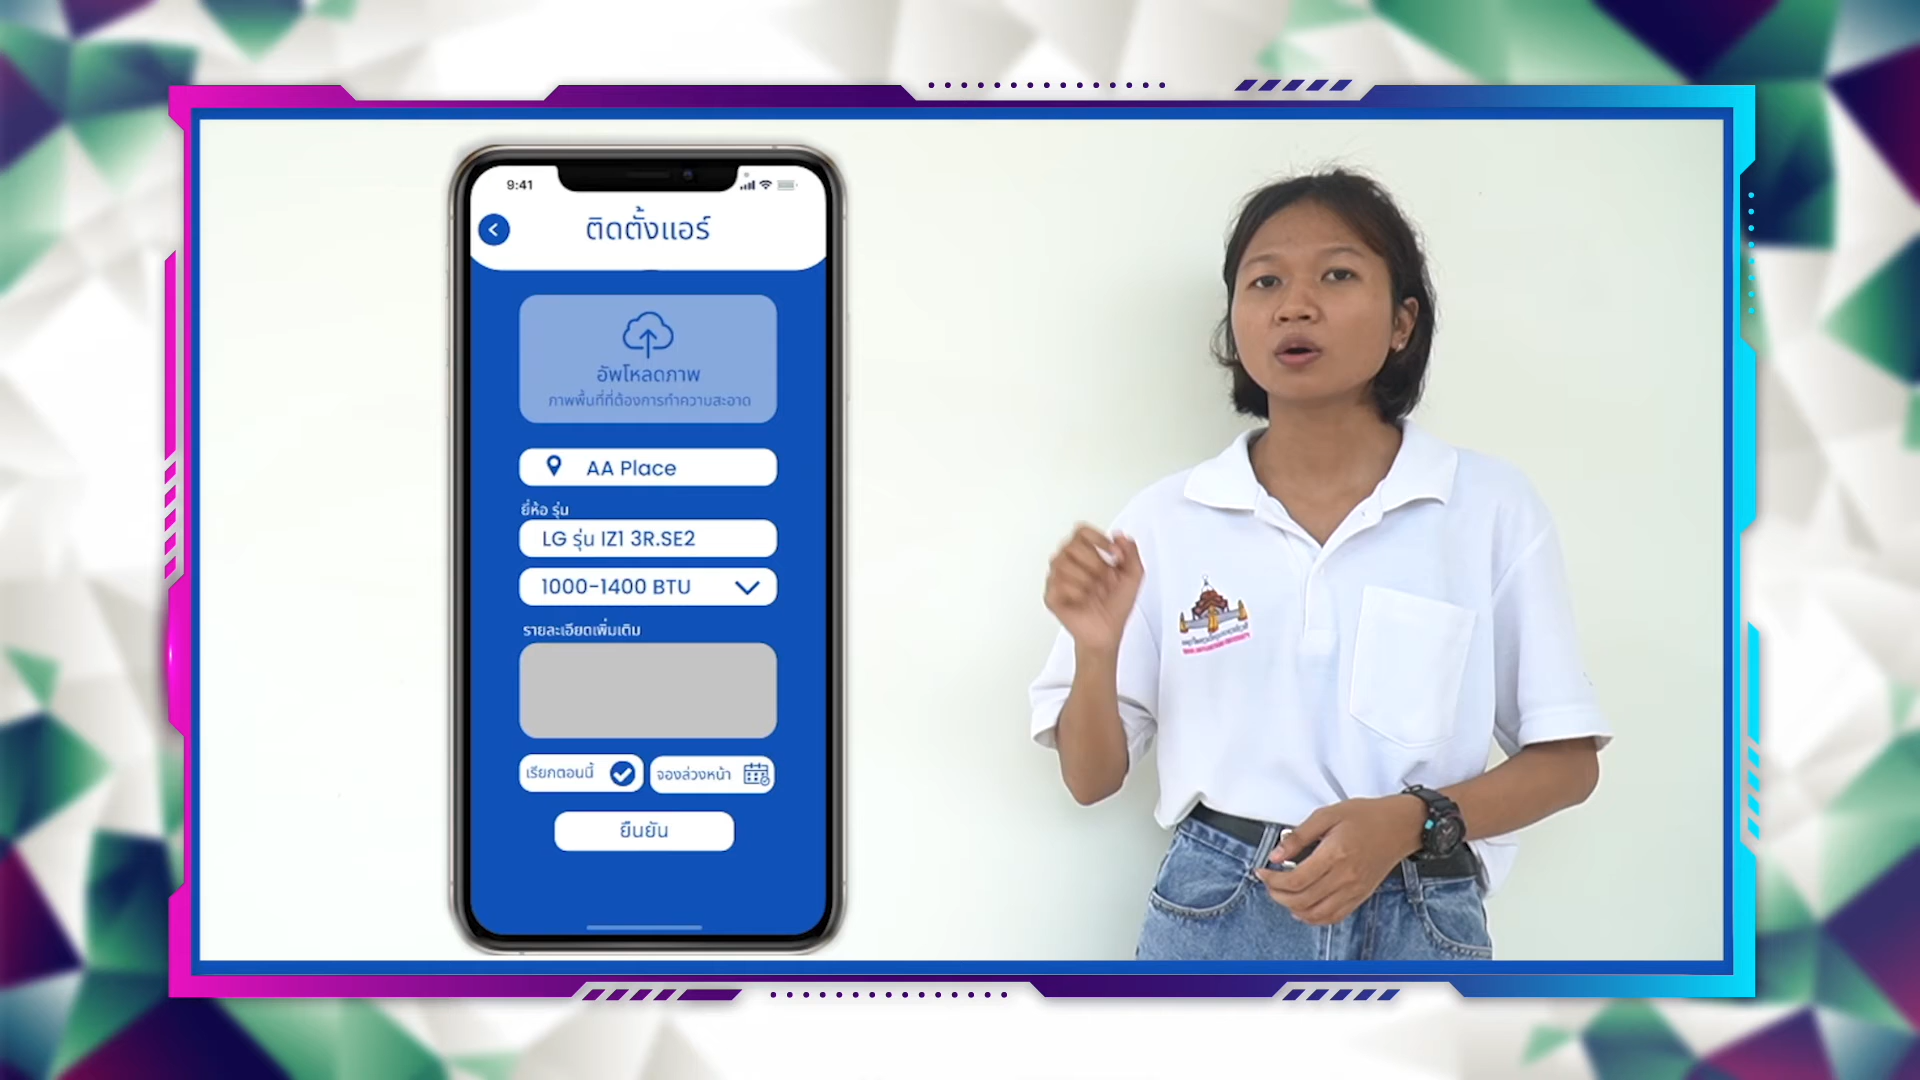 9:41
ติดตั้งแอร์
อัพโหลดภาพ
ภาพพื้นที่ที่ต้องการทำความสะอาด
AA Place
ยี่ห้อ รุ่น
LG รุ่น IZ1 3R.SE2
1000-1400 BTU
รายละเอียดเพิ่มเติม
เรียกตอนนี้
จองล่วงหน้า
ยืนยัน